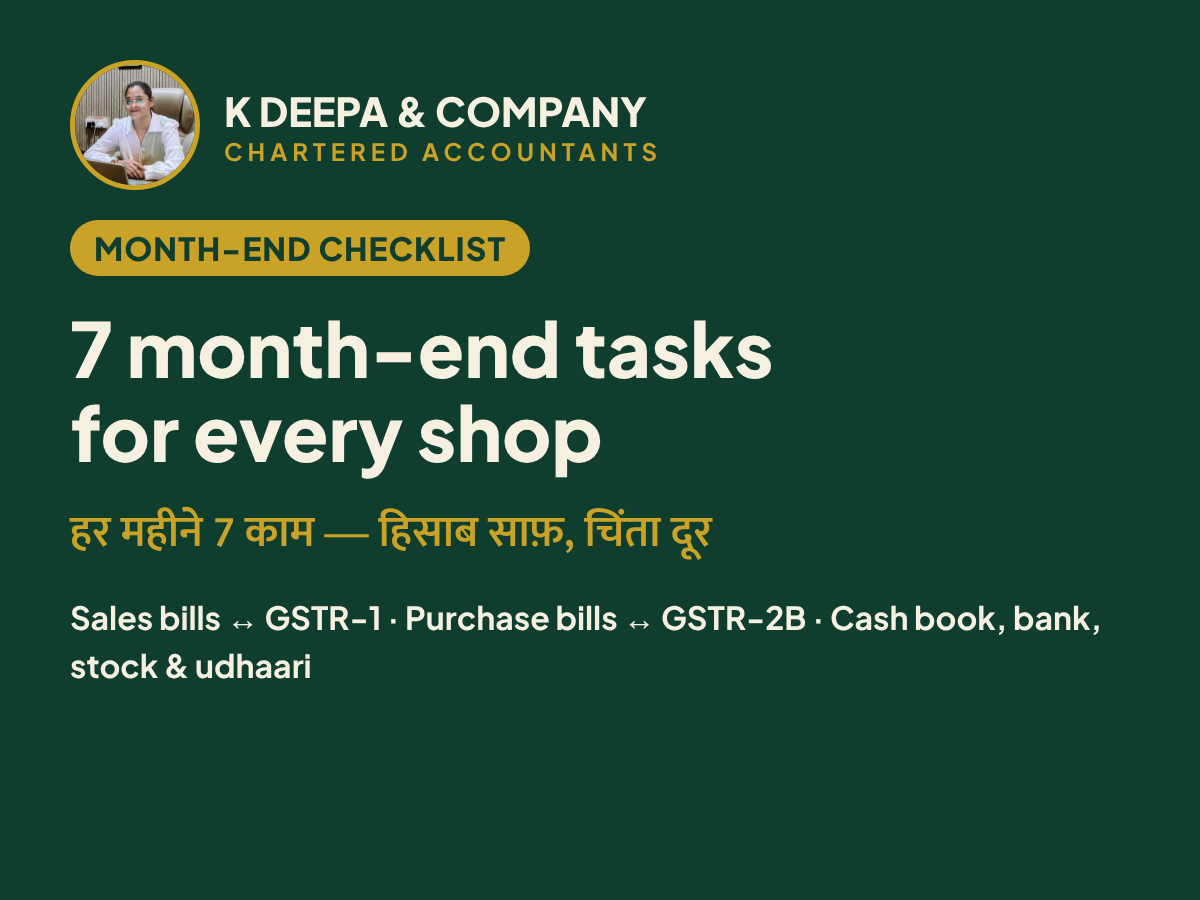 K DEEPA & COMPANY
CHARTERED ACCOUNTANTS
MONTH-END CHECKLIST
7 month-end tasks
for every shop
हर महीने 7 काम — हिसाब साफ़, चिंता दूर
Sales bills ↔ GSTR-1 · Purchase bills ↔ GSTR-2B · Cash book, bank,
stock & udhaari